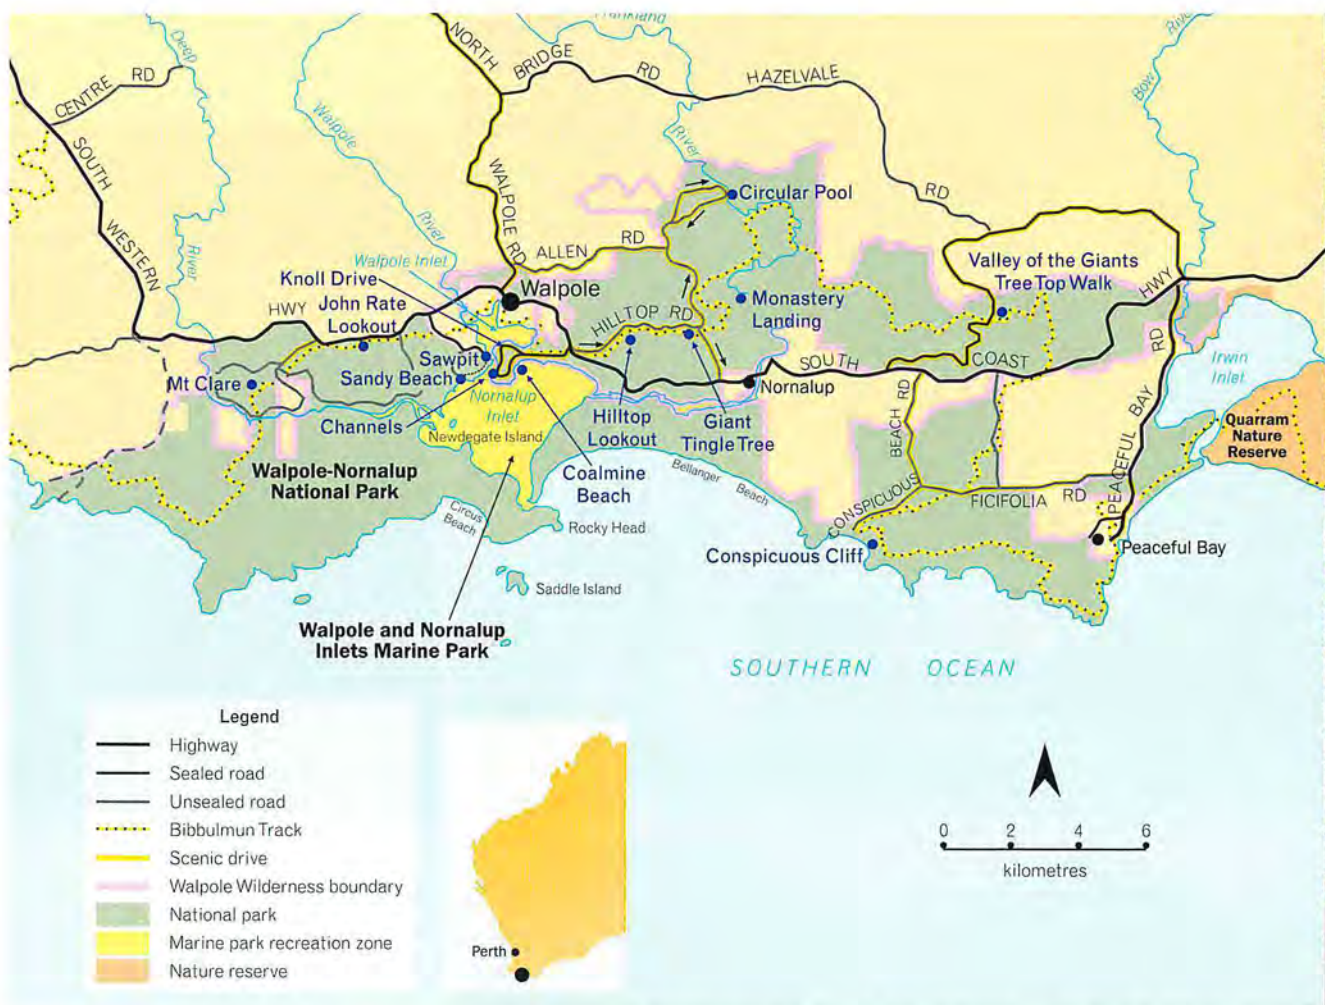 Deep
Frankland
NORTH
BRIDGE
RD
HAZELVALE
River
Bow
CENTRE RD
Walpole
SOUTH
River
RD
WALPOLE RD
Circular Pool
River
WESTERN
River
ALLEN RD
Walpole Inlet
Knoll Drive
John Rate
Lookout
HWY
Walpole
Valley of the Giants
Tree Top Walk
HWY
Monastery
Landing
HILLTOP RD
RD
Sawpit
Sandy Beach
Mt Clare
SOUTH
COAST
Irwin
Inlet
Nornalup
Nornalup
Inlet
Channels
Newdegate Island
Hilltop
Lookout
Giant
Tingle Tree
BEACH RD
PEACEFUL BAY
Quarram
Nature
Reserve
Walpole-Nornalup
National Park
Coalmine
Beach
Bellanger Beach
CONSPICUOUS
FICIFOLIA RD
Circus
Beach
Rocky Head
Conspicuous Cliff
Peaceful Bay
Saddle Island
Walpole and Nornalup
Inlets Marine Park
SOUTHERN OCEAN
Legend
Highway
Sealed road
Unsealed road
Bibbulmun Track
Scenic drive
Walpole Wilderness boundary
National park
Marine park recreation zone
Nature reserve
Perth
0 2 4 6
kilometres